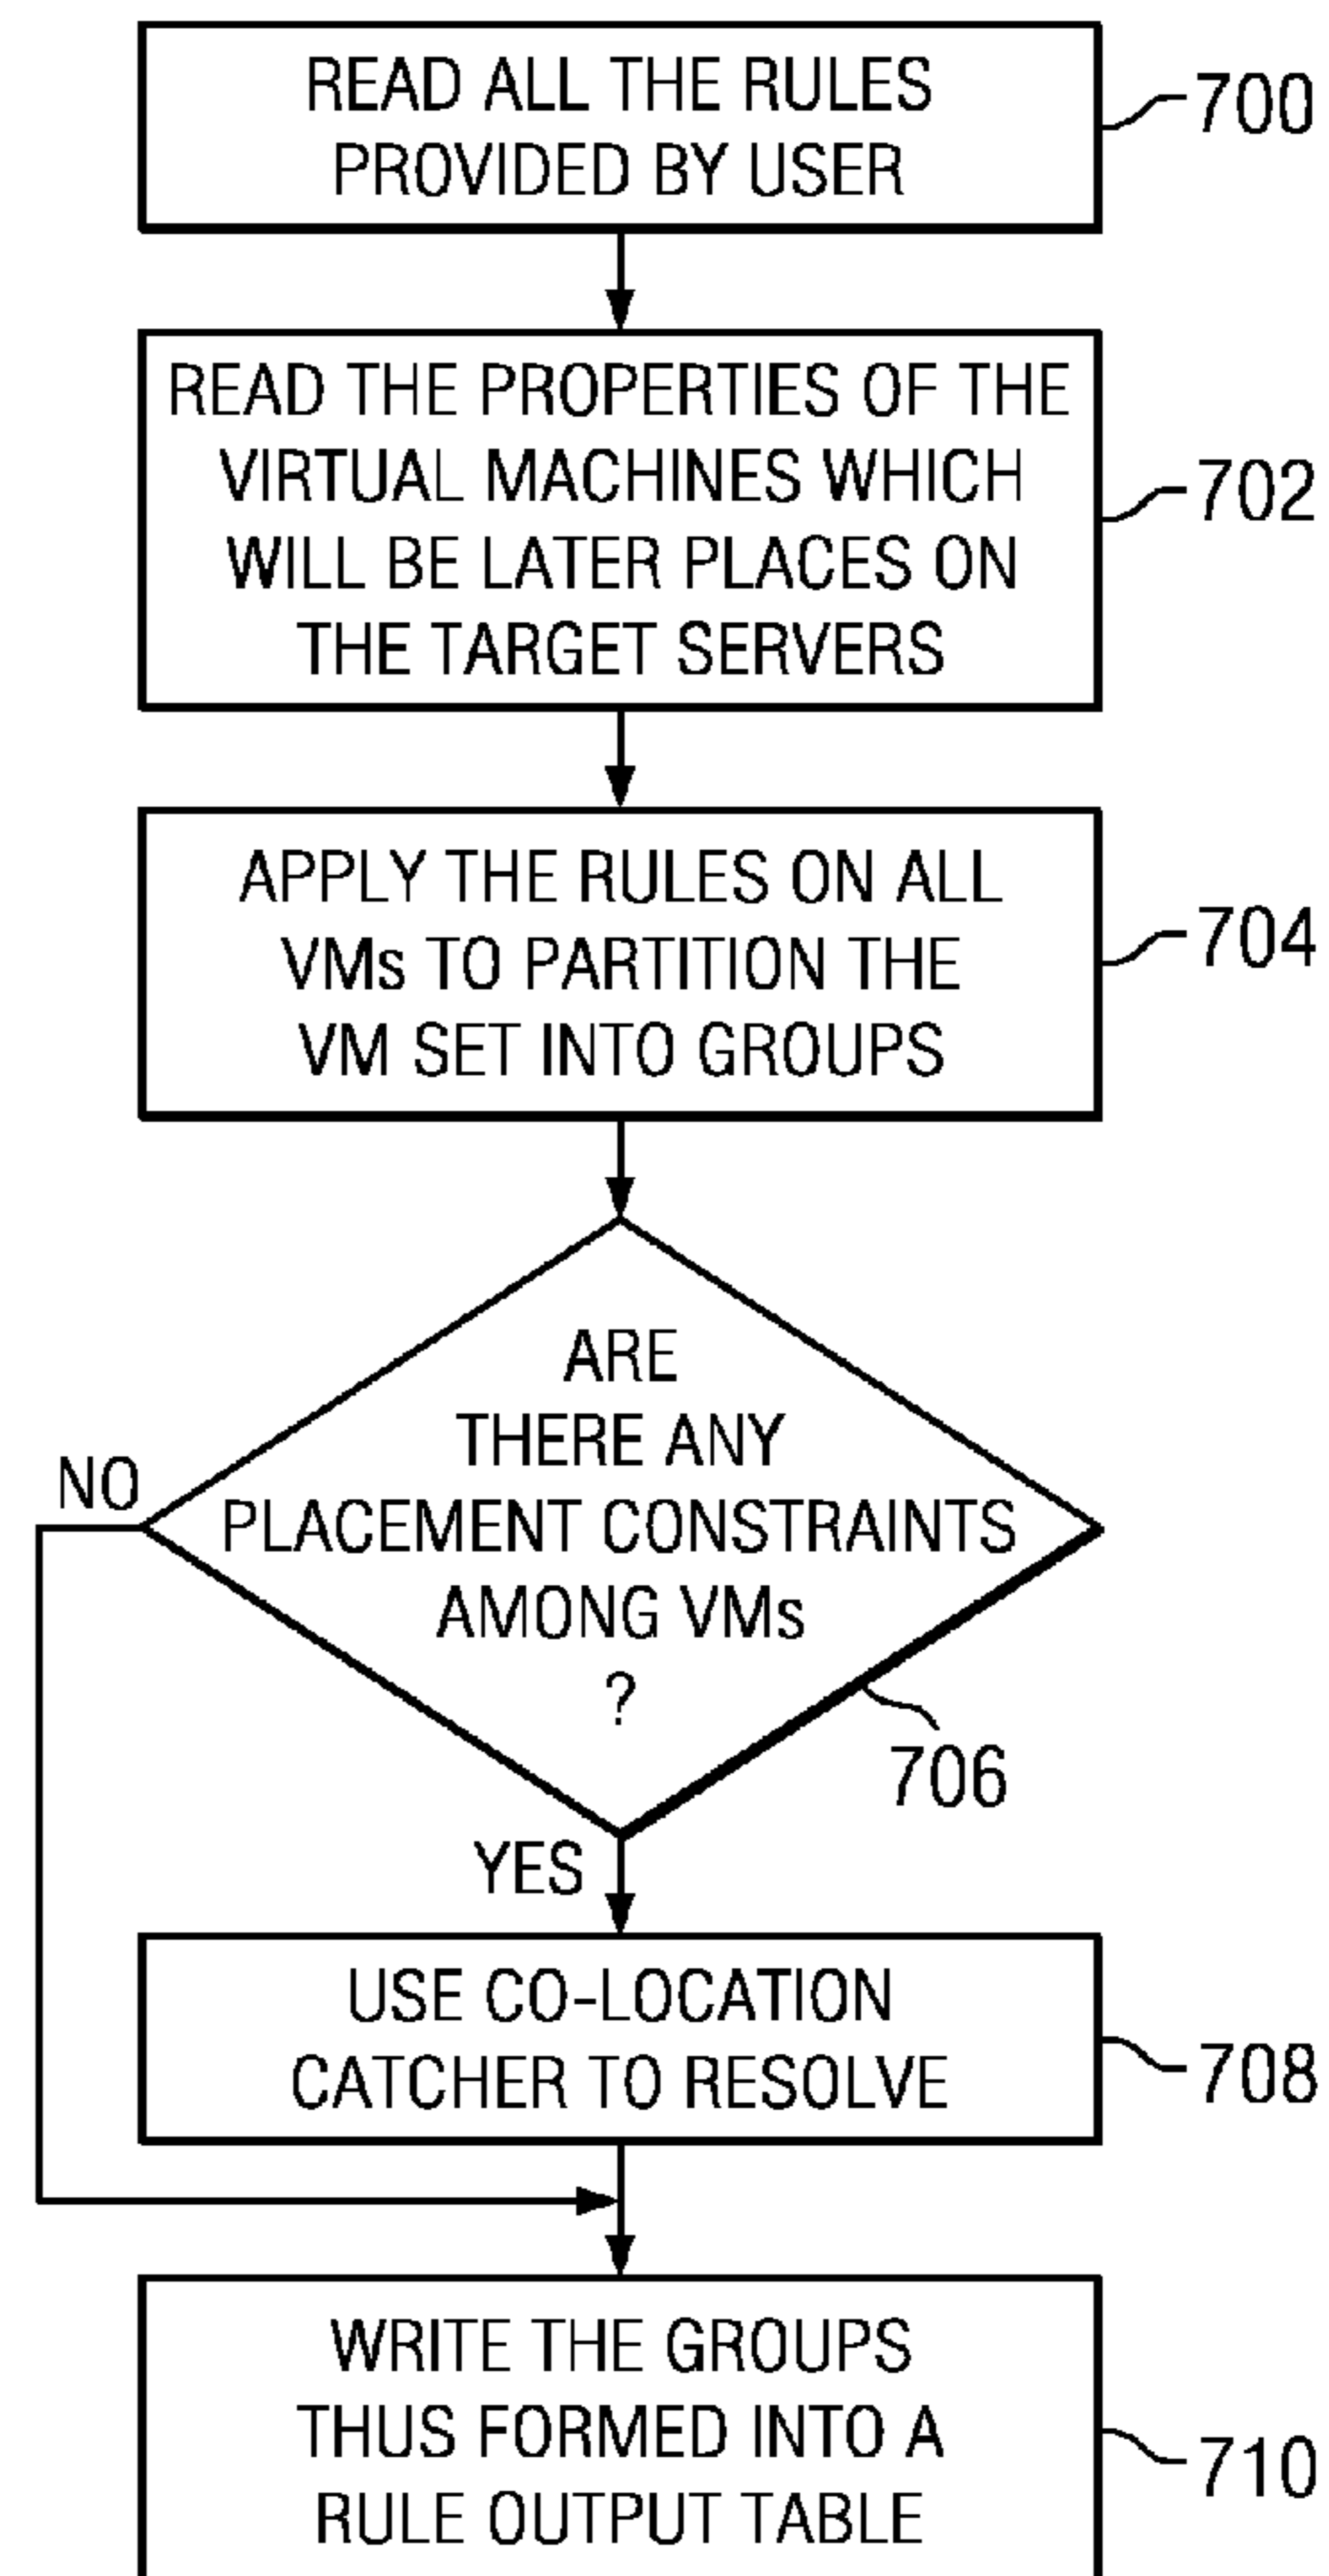 READ ALL THE RULES
PROVIDED BY USER
700
READ THE PROPERTIES OF THE
VIRTUAL MACHINES WHICH
WILL BE LATER PLACES ON
THE TARGET SERVERS
702
APPLY THE RULES ON ALL
VMs TO PARTITION THE
VM SET INTO GROUPS
704
ARE
THERE ANY
PLACEMENT CONSTRAINTS
AMONG VMs
?
NO
706
YES
USE CO-LOCATION
CATCHER TO RESOLVE
708
WRITE THE GROUPS
THUS FORMED INTO A
RULE OUTPUT TABLE
710